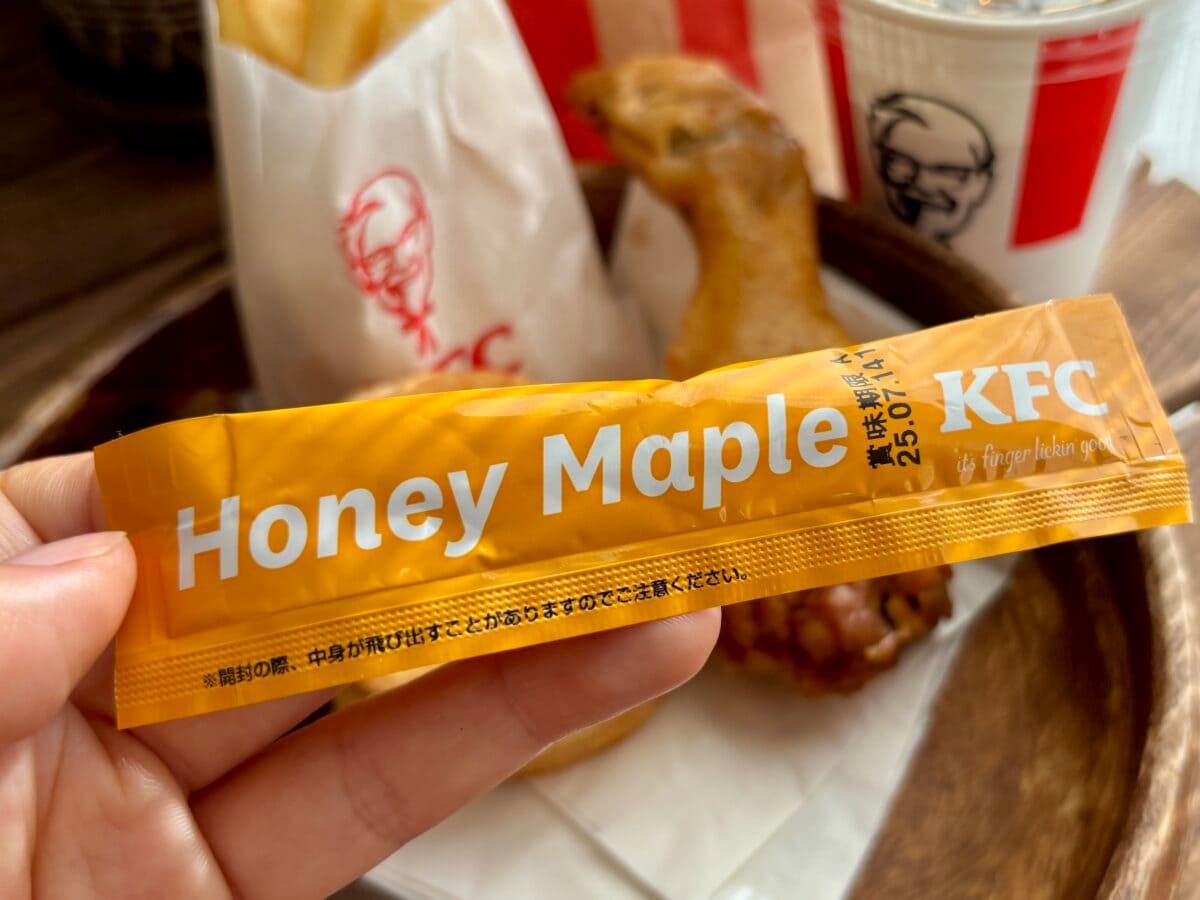 Honey Maple
賞味期限
25.07.14
KFC
it's finger lickin good
※開封の際、中身が飛び出すことがありますのでご注意ください。